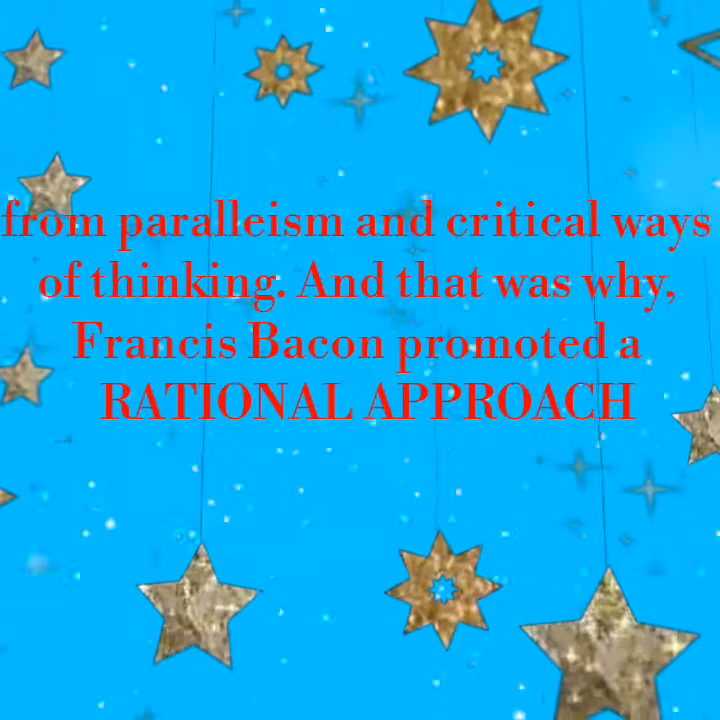 from paralleism and critical ways
of thinking. And that was why,
Francis Bacon promoted a
RATIONAL APPROACH